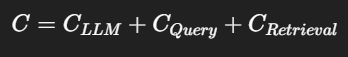 C = C_{LLM} + C_{Query} + C_{Retrieval}